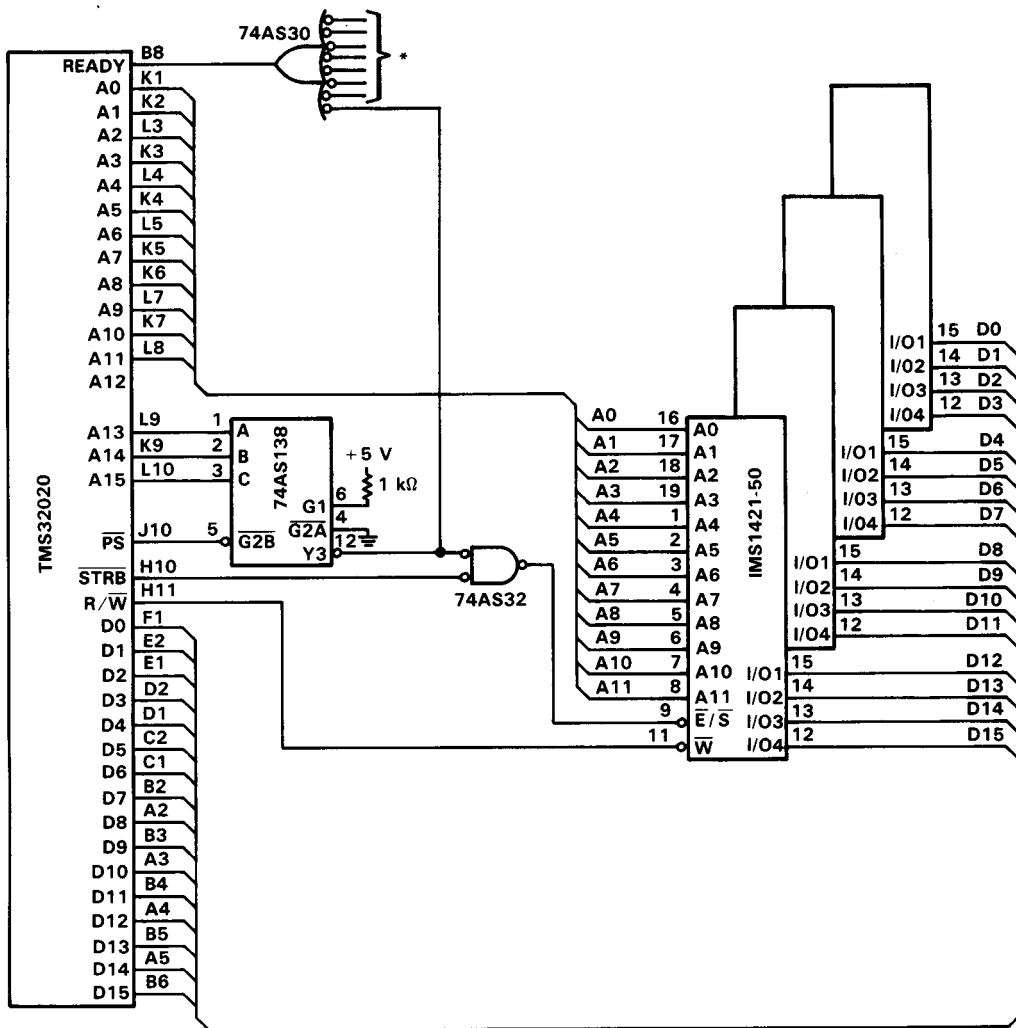 74AS30
*
TMS32020
READY B8
A0 K1
A1 K2
A2 L3
A3 K3
A4 L4
A5 K4
A6 L5
A7 K5
A8 K6
A9 L7
A10 K7
A11 L8
A12
A13 L9
A14 K9
A15 L10
PS J10
STRB H10
R/W H11
D0 F1
D1 E2
D2 E1
D3 D2
D4 D1
D5 C2
D6 C1
D7 B2
D8 A2
D9 B3
D10 A3
D11 B4
D12 A4
D13 B5
D14 A5
D15 B6
74AS138
1 A
2 B
3 C
5 G2B
+5 V
1 kΩ
G1 6
G2A 4
Y3 12
74AS32
IMS1421-50
A0 16 A0
A1 17 A1
A2 18 A2
A3 19 A3
A4 1 A4
A5 2 A5
A6 3 A6
A7 4 A7
A8 5 A8
A9 6 A9
A10 7 A10
A11 8 A11
9 E/S
11 W
I/O1 15 D0
I/O2 14 D1
I/O3 13 D2
I/O4 12 D3
I/O1 15 D4
I/O2 14 D5
I/O3 13 D6
I/O4 12 D7
I/O1 15 D8
I/O2 14 D9
I/O3 13 D10
I/O4 12 D11
I/O1 15 D12
I/O2 14 D13
I/O3 13 D14
I/O4 12 D15